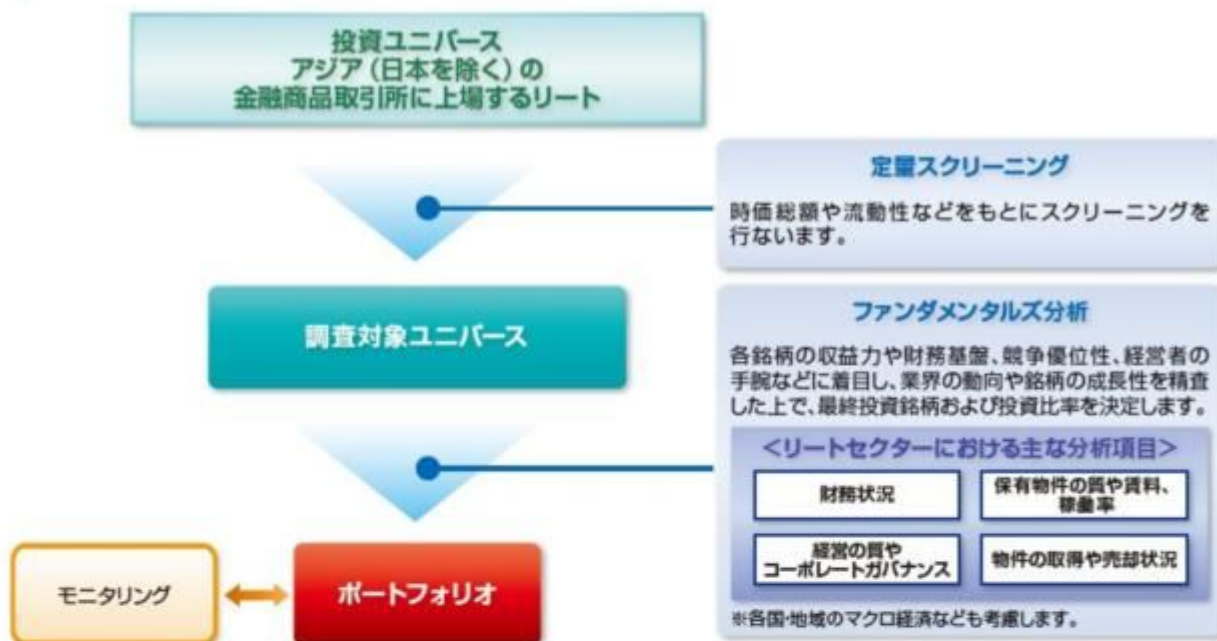 投資ユニバース
アジア（日本を除く）の
金融商品取引所に上場するリート
定量スクリーニング
時価総額や流動性などをもとにスクリーニングを
行ないます。
調査対象ユニバース
ファンダメンタルズ分析
各銘柄の収益力や財務基盤、競争優位性、経営者の
手腕などに着目し、業界の動向や銘柄の成長性を精査
した上で、最終投資銘柄および投資比率を決定します。
＜リートセクターにおける主な分析項目＞
財務状況
保有物件の質や賃料、
稼働率
経営の質や
コーポレートガバナンス
物件の取得や売却状況
※各国・地域のマクロ経済なども考慮します。
モニタリング
ポートフォリオ